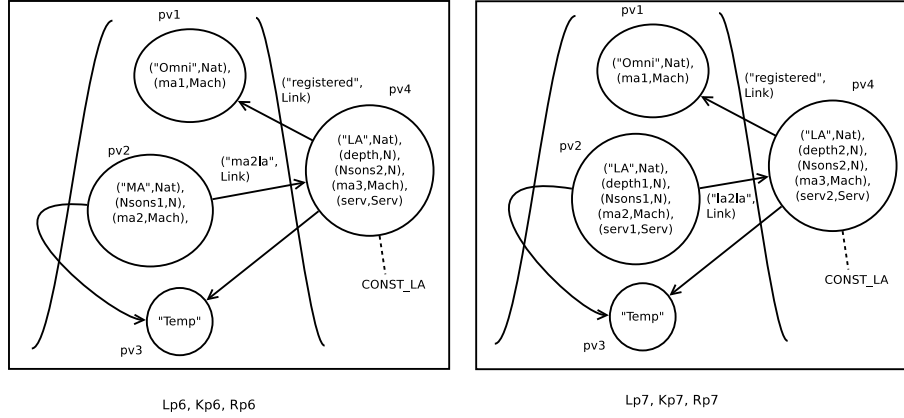 pv1
("Omni",Nat),
(ma1,Mach)
("registered",
Link)
pv4
("LA",Nat),
(depth,N),
(Nsons2,N),
(ma3,Mach),
(serv,Serv)
pv2
("ma2la",
Link)
("MA",Nat),
(Nsons1,N),
(ma2,Mach),
CONST_LA
"Temp"
pv3
Lp6, Kp6, Rp6
pv1
("Omni",Nat),
(ma1,Mach)
("registered",
Link)
pv4
("LA",Nat),
(depth2,N),
(Nsons2,N),
(ma3,Mach),
(serv2,Serv)
pv2
("LA",Nat),
(depth1,N),
(Nsons1,N),
(ma2,Mach),
(serv1,Serv)
("la2la",
Link)
CONST_LA
"Temp"
pv3
Lp7, Kp7, Rp7